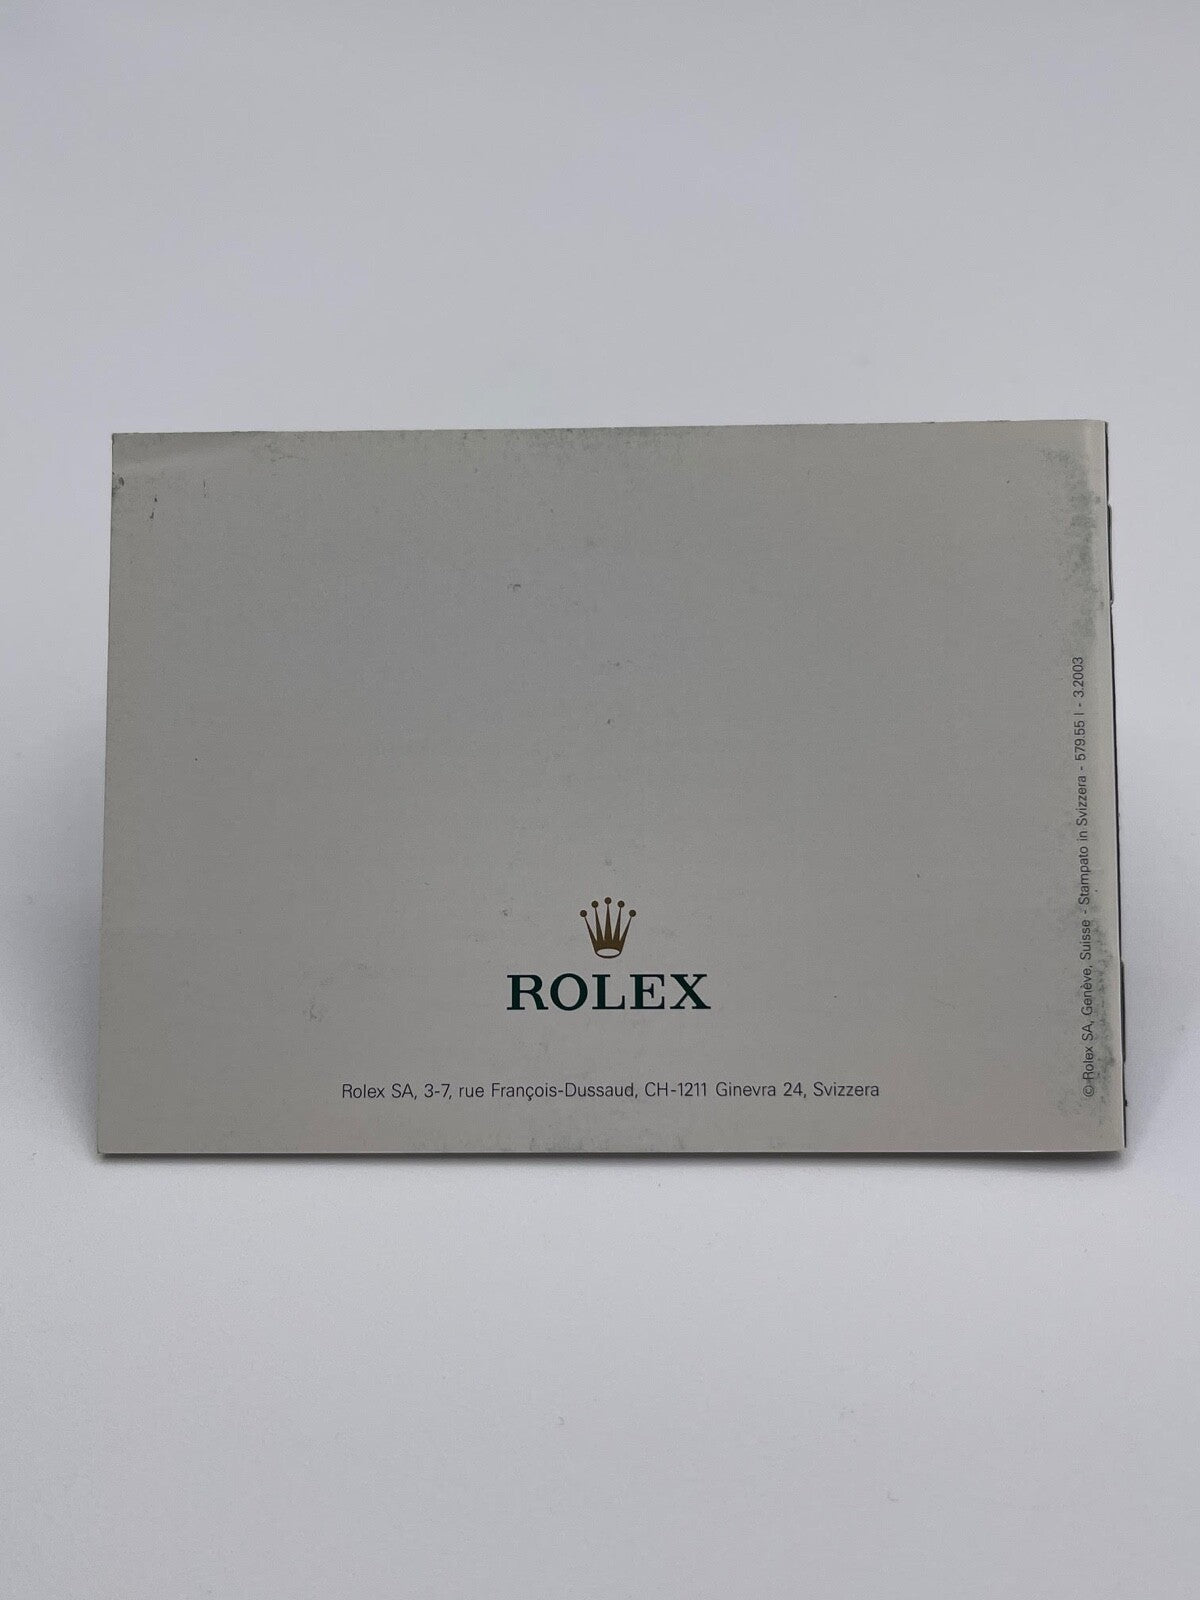 ROLEX
Rolex SA, 3-7, rue François-Dussaud, CH-1211 Ginevra 24, Svizzera
© Rolex SA, Genève, Suisse - Stampato in Svizzera - 579.55 I - 3.2003